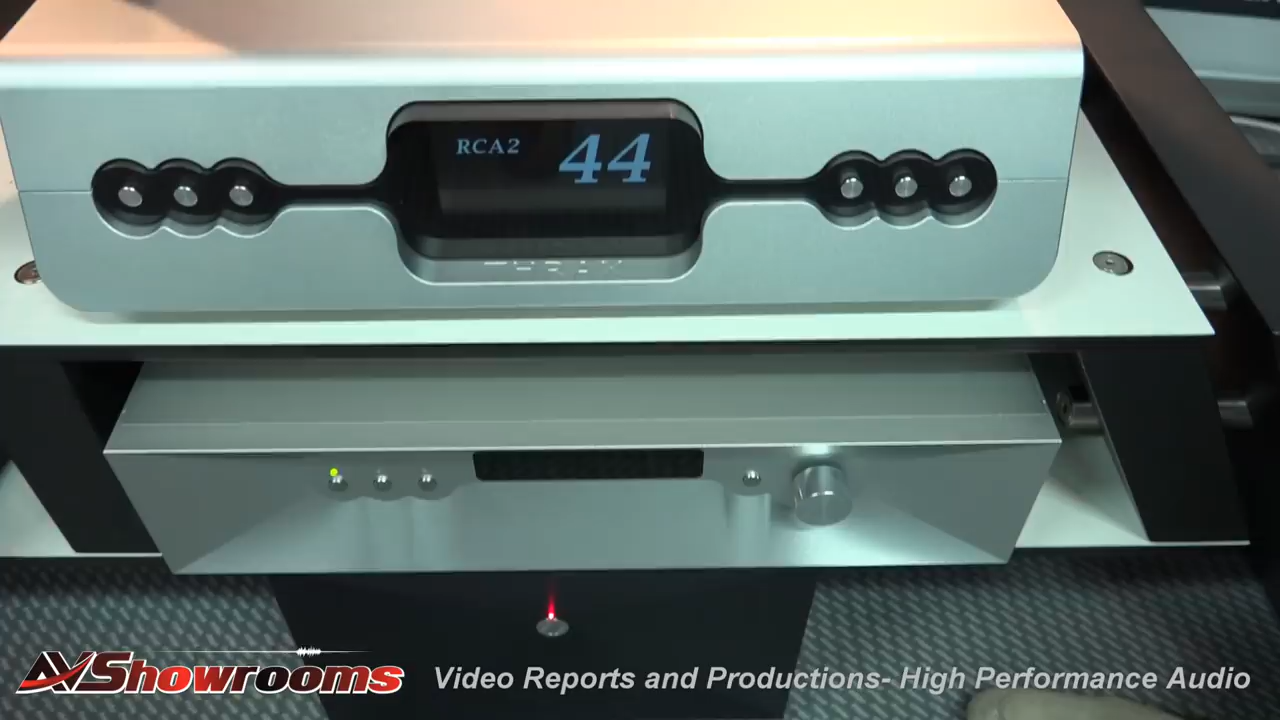 RCA2 44
AVShowrooms
Video Reports and Productions- High Performance Audio